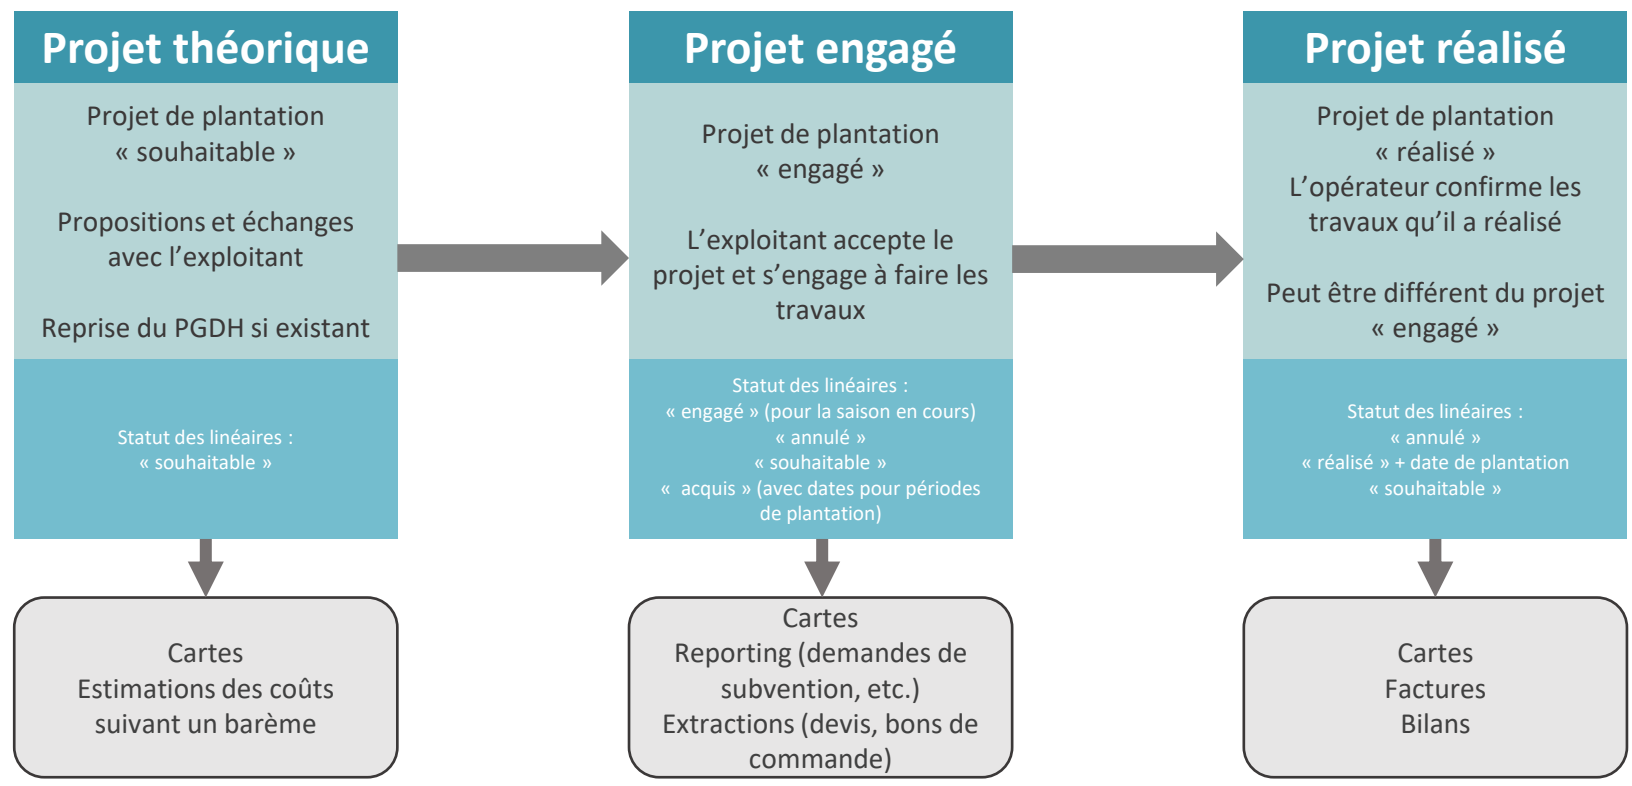 Projet théorique
Projet de plantation
« souhaitable »
Propositions et échanges
avec l’exploitant
Reprise du PGDH si existant
Statut des linéaires :
« souhaitable »
Cartes
Estimations des coûts
suivant un barème
Projet engagé
Projet de plantation
« engagé »
L’exploitant accepte le
projet et s’engage à faire les
travaux
Statut des linéaires :
« engagé » (pour la saison en cours)
« annulé »
« souhaitable »
«  acquis » (avec dates pour périodes
de plantation)
Cartes
Reporting (demandes de
subvention, etc.)
Extractions (devis, bons de
commande)
Projet réalisé
Projet de plantation
« réalisé »
L’opérateur confirme les
travaux qu’il a réalisé
Peut être différent du projet
« engagé »
Statut des linéaires :
« annulé »
« réalisé » + date de plantation
« souhaitable »
Cartes
Factures
Bilans